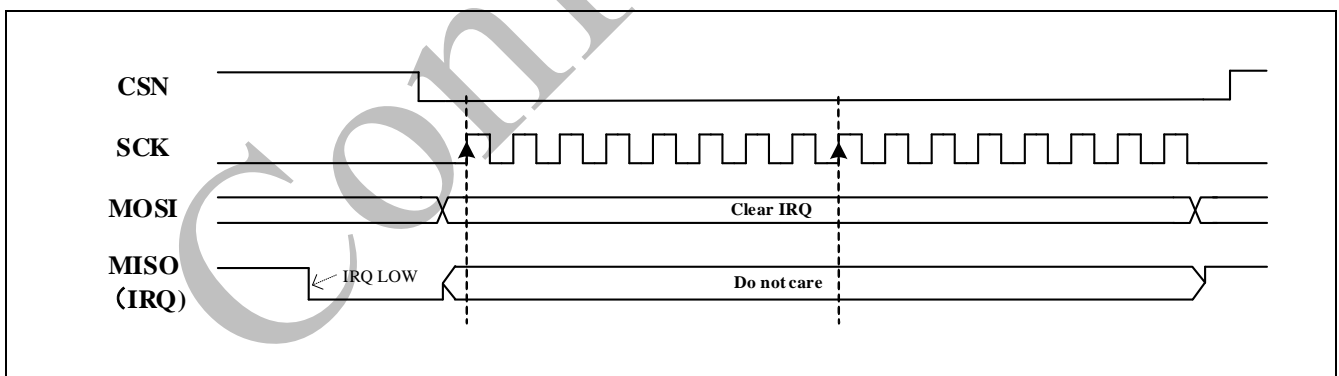 CSN
SCK
MOSI
Clear IRQ
MISO
（IRQ)
IRQ LOW
Do not care